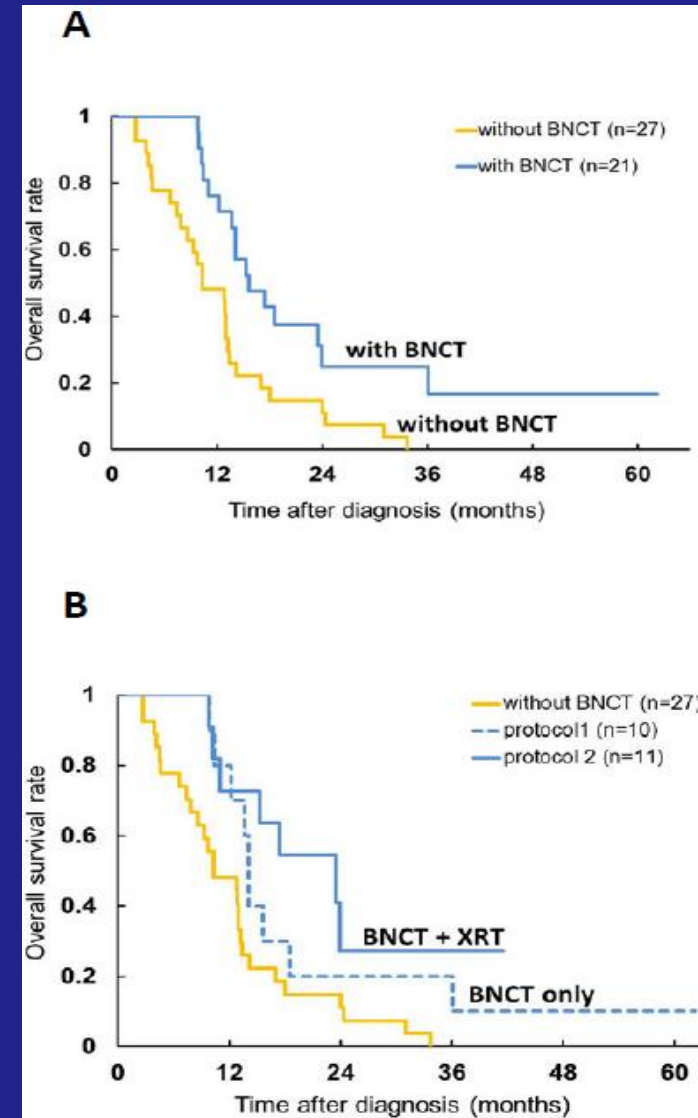 A
1
0.8
0.6
0.4
0.2
0
Overall survival rate
without BNCT (n=27)
with BNCT (n=21)
with BNCT
without BNCT
0 12 24 36 48 60
Time after diagnosis (months)
B
1
0.8
0.6
0.4
0.2
0
Overall survival rate
without BNCT (n=27)
protocol1 (n=10)
protocol 2 (n=11)
BNCT + XRT
BNCT only
0 12 24 36 48 60
Time after diagnosis (months)